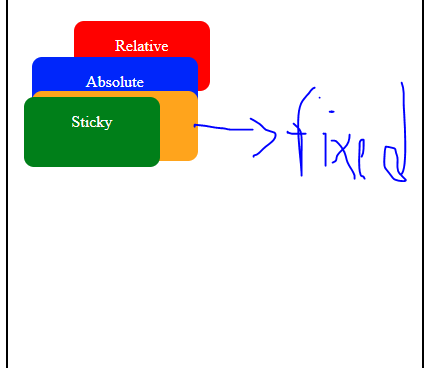 Relative
Absolute
Sticky
fixed